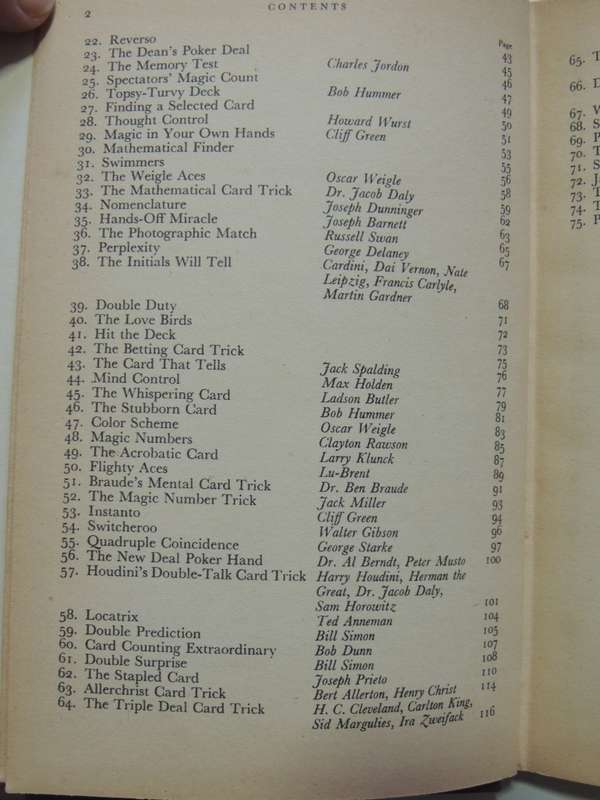 2
CONTENTS
Page
22. Reverso
23. The Dean's Poker Deal 43
24. The Memory Test Charles Jordon 45
25. Spectators' Magic Count 46
26. Topsy-Turvy Deck Bob Hummer 47
27. Finding a Selected Card 49
28. Thought Control Howard Wurst 50
29. Magic in Your Own Hands Cliff Green 51
30. Mathematical Finder 53
31. Swimmers 55
32. The Weigle Aces Oscar Weigle 56
33. The Mathematical Card Trick Dr. Jacob Daly 58
34. Nomenclature Joseph Dunninger 59
35. Hands-Off Miracle Joseph Barnett 62
36. The Photographic Match Russell Swan 63
37. Perplexity George Delaney 65
38. The Initials Will Tell Cardini, Dai Vernon, Nate 67
Leipzig, Francis Carlyle,
Martin Gardner
39. Double Duty 68
40. The Love Birds 71
41. Hit the Deck 72
42. The Betting Card Trick 73
43. The Card That Tells Jack Spalding 75
44. Mind Control Max Holden 76
45. The Whispering Card Ladson Butler 77
46. The Stubborn Card Bob Hummer 79
47. Color Scheme Oscar Weigle 81
48. Magic Numbers Clayton Rawson 83
49. The Acrobatic Card Larry Klunck 85
50. Flighty Aces Lu-Brent 87
51. Braude's Mental Card Trick Dr. Ben Braude 89
52. The Magic Number Trick Jack Miller 91
53. Instanto Cliff Green 93
54. Switcheroo Walter Gibson 94
55. Quadruple Coincidence George Starke 96
56. The New Deal Poker Hand Dr. Al Berndt, Peter Musto 97
57. Houdini's Double-Talk Card Trick Harry Houdini, Herman the 100
Great, Dr. Jacob Daly,
Sam Horowitz
58. Locatrix Ted Anneman 101
59. Double Prediction Bill Simon 104
60. Card Counting Extraordinary Bob Dunn 105
61. Double Surprise Bill Simon 107
62. The Stapled Card Joseph Prieto 108
63. Allerchrist Card Trick Bert Allerton, Henry Christ 110
64. The Triple Deal Card Trick H. C. Cleveland, Carlton King, 114
Sid Margulies, Ira Zweifack 116
65. T
66. D
67.
68. S
69. P
70. T
71. S
72. J
73. T
74. T
75. P